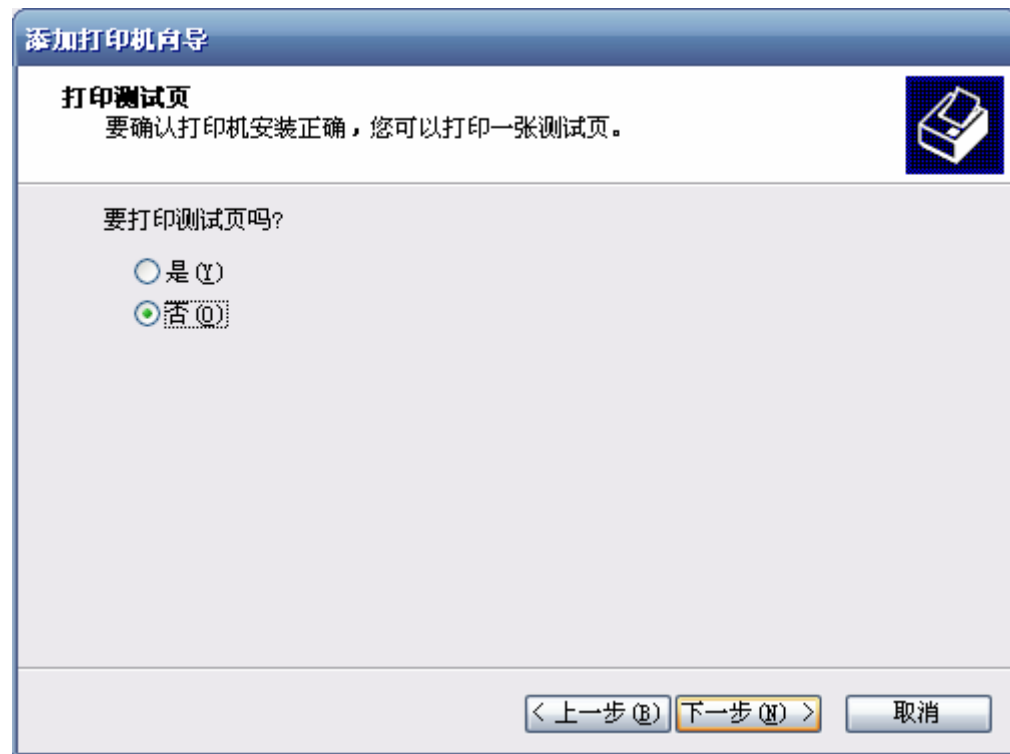 添加打印机向导
打印测试页
要确认打印机安装正确，您可以打印一张测试页。
要打印测试页吗?
是(Y)
否(O)
< 上一步(B) 下一步(N) > 取消